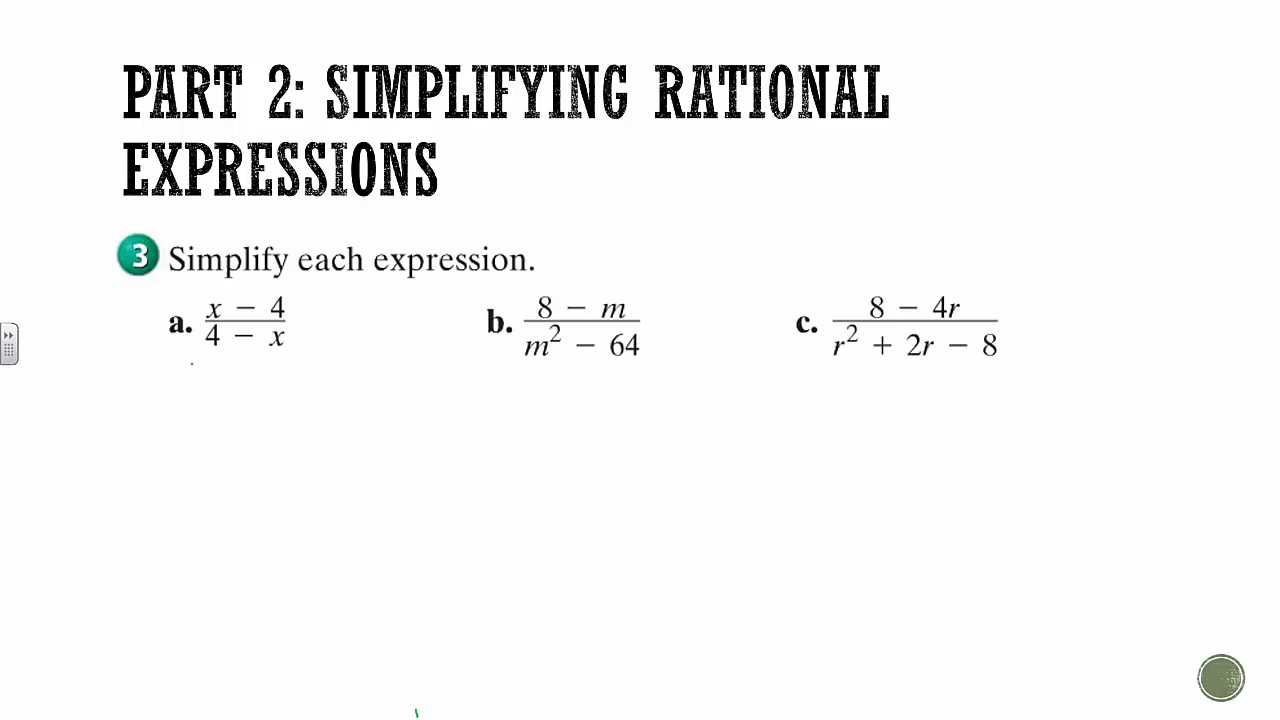 PART 2: SIMPLIFYING RATIONAL
EXPRESSIONS
3 Simplify each expression.
a. (x − 4)/(4 − x) b. (8 − m)/(m² − 64) c. (8 − 4r)/(r² + 2r − 8)